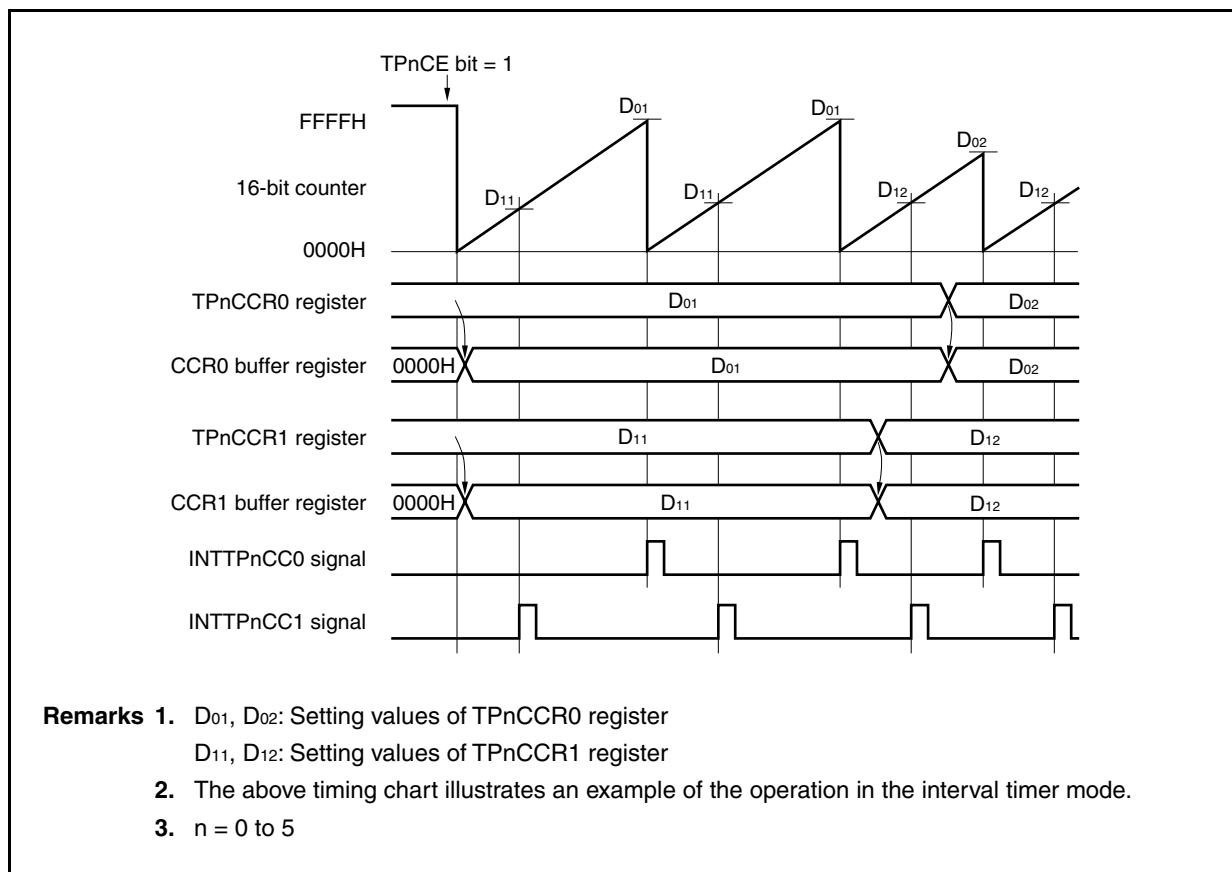 TPnCE bit = 1
FFFFH
16-bit counter
0000H
D11
D01
D11
D01
D12
D02
D12
TPnCCR0 register
D01
D02
CCR0 buffer register
0000H
D01
D02
TPnCCR1 register
D11
D12
CCR1 buffer register
0000H
D11
D12
INTTPnCC0 signal
INTTPnCC1 signal
Remarks 1. D01, D02: Setting values of TPnCCR0 register
D11, D12: Setting values of TPnCCR1 register
2. The above timing chart illustrates an example of the operation in the interval timer mode.
3. n = 0 to 5